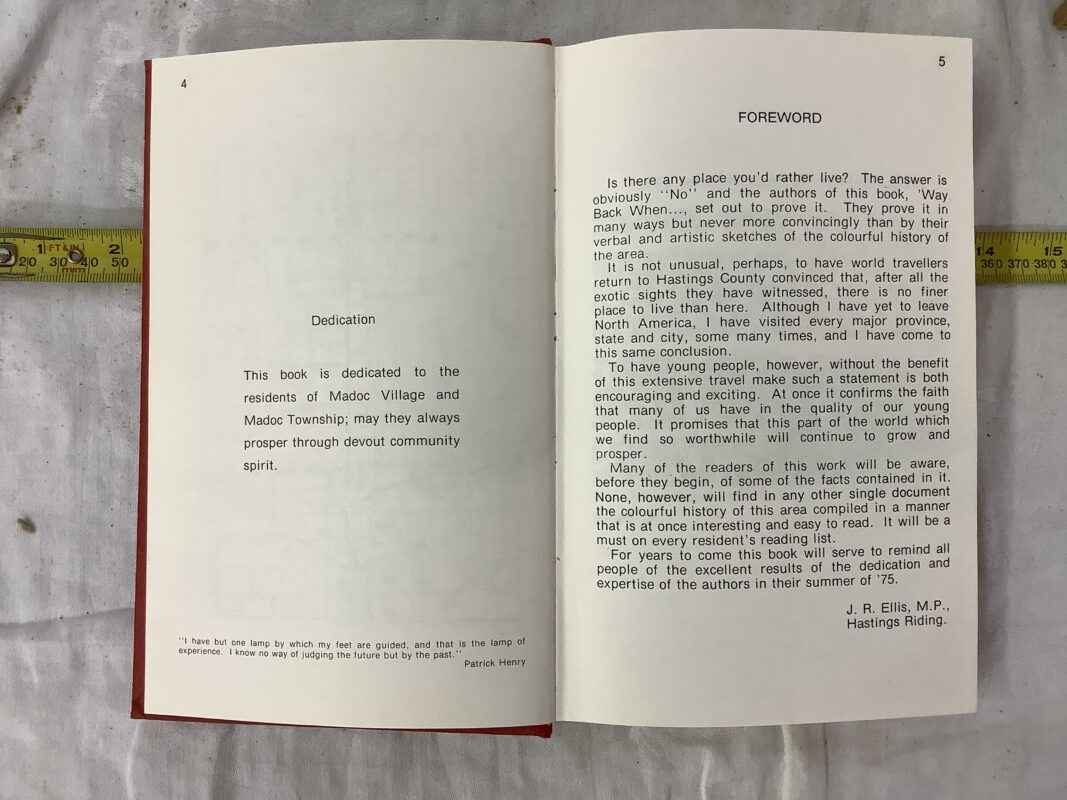 4
Dedication
This book is dedicated to the
residents of Madoc Village and
Madoc Township; may they always
prosper through devout community
spirit.
"I have but one lamp by which my feet are guided, and that is the lamp of
experience. I know no way of judging the future but by the past."
Patrick Henry
5
FOREWORD
Is there any place you'd rather live? The answer is
obviously "No" and the authors of this book, 'Way
Back When..., set out to prove it. They prove it in
many ways but never more convincingly than by their
verbal and artistic sketches of the colourful history of
the area.
It is not unusual, perhaps, to have world travellers
return to Hastings County convinced that, after all the
exotic sights they have witnessed, there is no finer
place to live than here. Although I have yet to leave
North America, I have visited every major province,
state and city, some many times, and I have come to
this same conclusion.
To have young people, however, without the benefit
of this extensive travel make such a statement is both
encouraging and exciting. At once it confirms the faith
that many of us have in the quality of our young
people. It promises that this part of the world which
we find so worthwhile will continue to grow and
prosper.
Many of the readers of this work will be aware,
before they begin, of some of the facts contained in it.
None, however, will find in any other single document
the colourful history of this area compiled in a manner
that is at once interesting and easy to read. It will be a
must on every resident's reading list.
For years to come this book will serve to remind all
people of the excellent results of the dedication and
expertise of the authors in their summer of '75.
J. R. Ellis, M.P.,
Hastings Riding.
1 FT & IN 2
20 30 mm 40 50
14 15
360 370 380